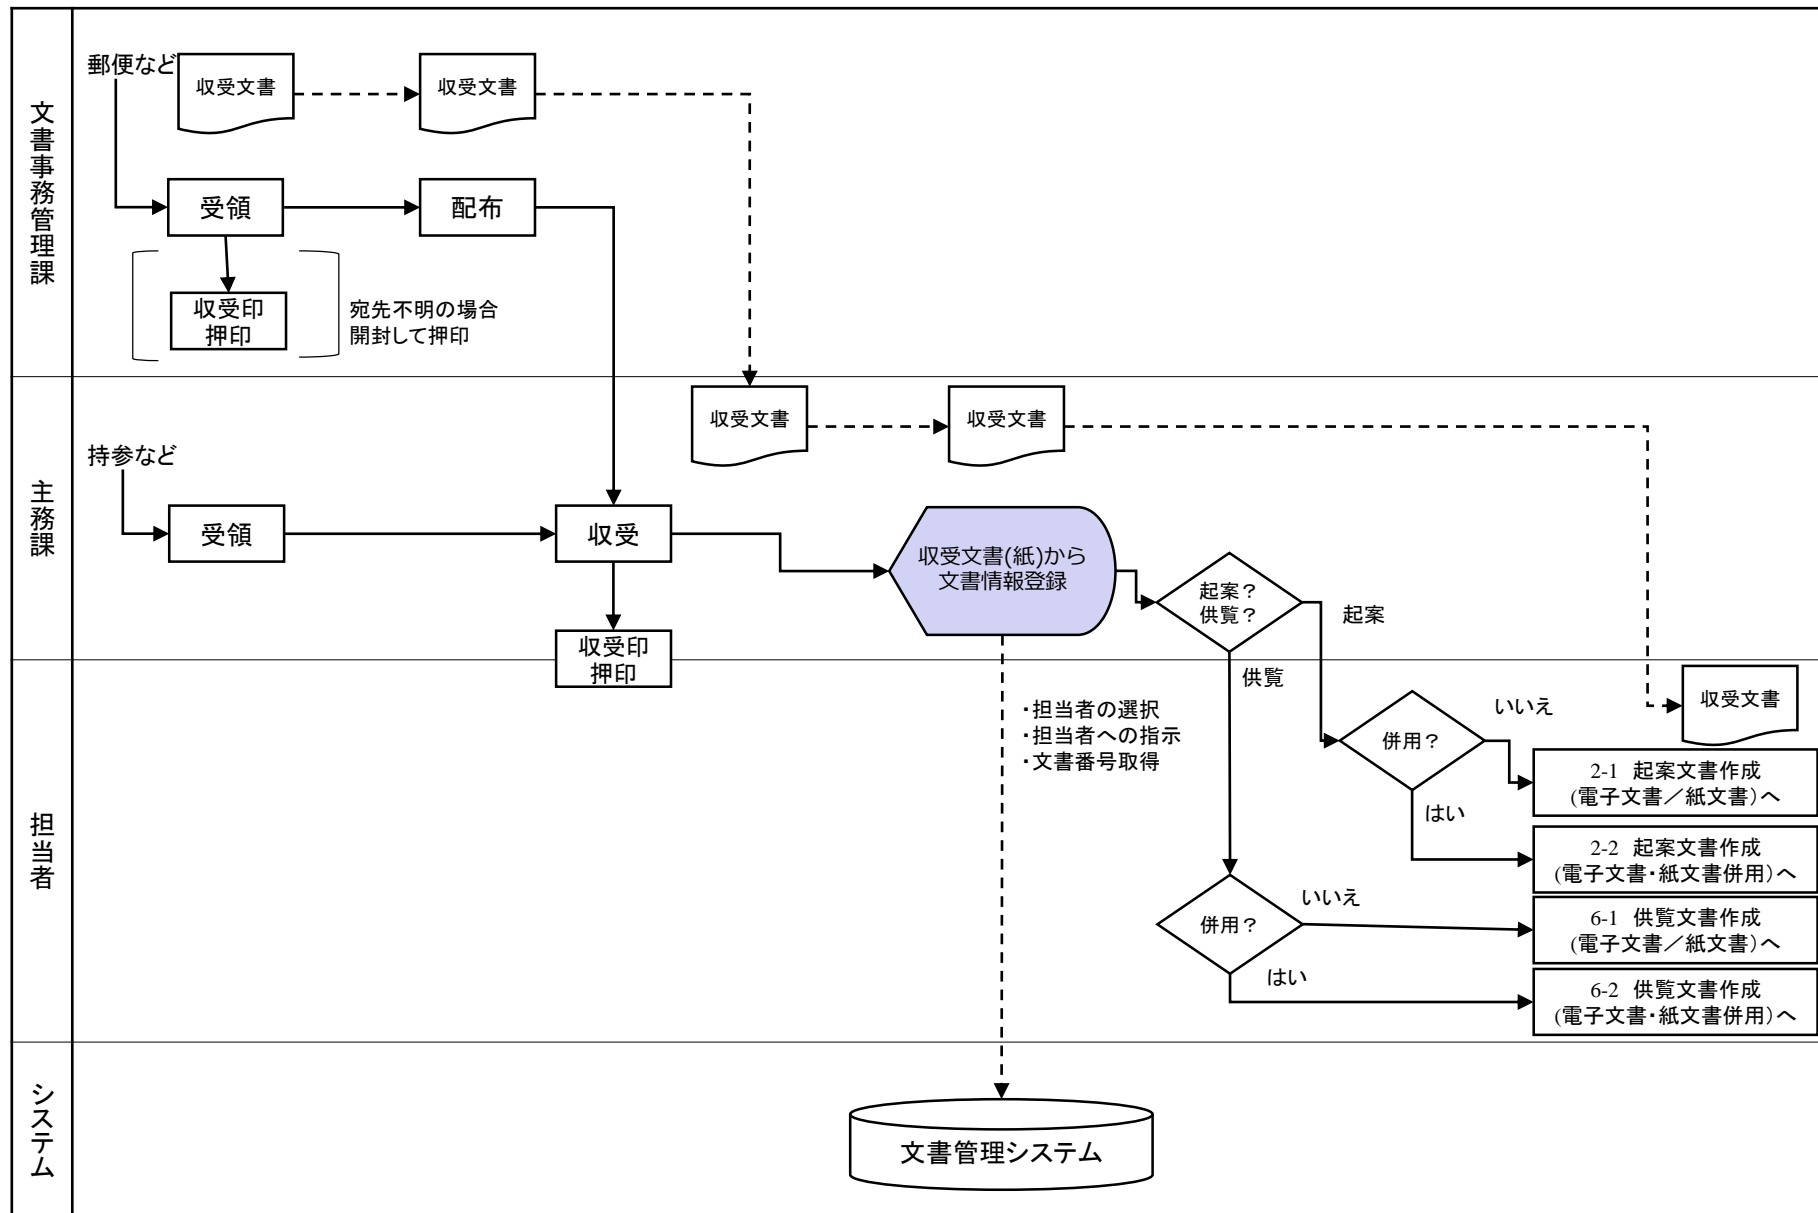 文書事務管理課
郵便など
収受文書
収受文書
受領
配布
収受印
押印
宛先不明の場合
開封して押印
主務課
持参など
収受文書
収受文書
受領
収受
収受文書(紙)から
文書情報登録
起案？
供覧？
起案
収受印
押印
担当者
供覧
・担当者の選択
・担当者への指示
・文書番号取得
併用？
いいえ
収受文書
はい
2-1 起案文書作成
(電子文書／紙文書)へ
2-2 起案文書作成
(電子文書・紙文書併用)へ
併用？
いいえ
はい
6-1 供覧文書作成
(電子文書／紙文書)へ
6-2 供覧文書作成
(電子文書・紙文書併用)へ
システム
文書管理システム